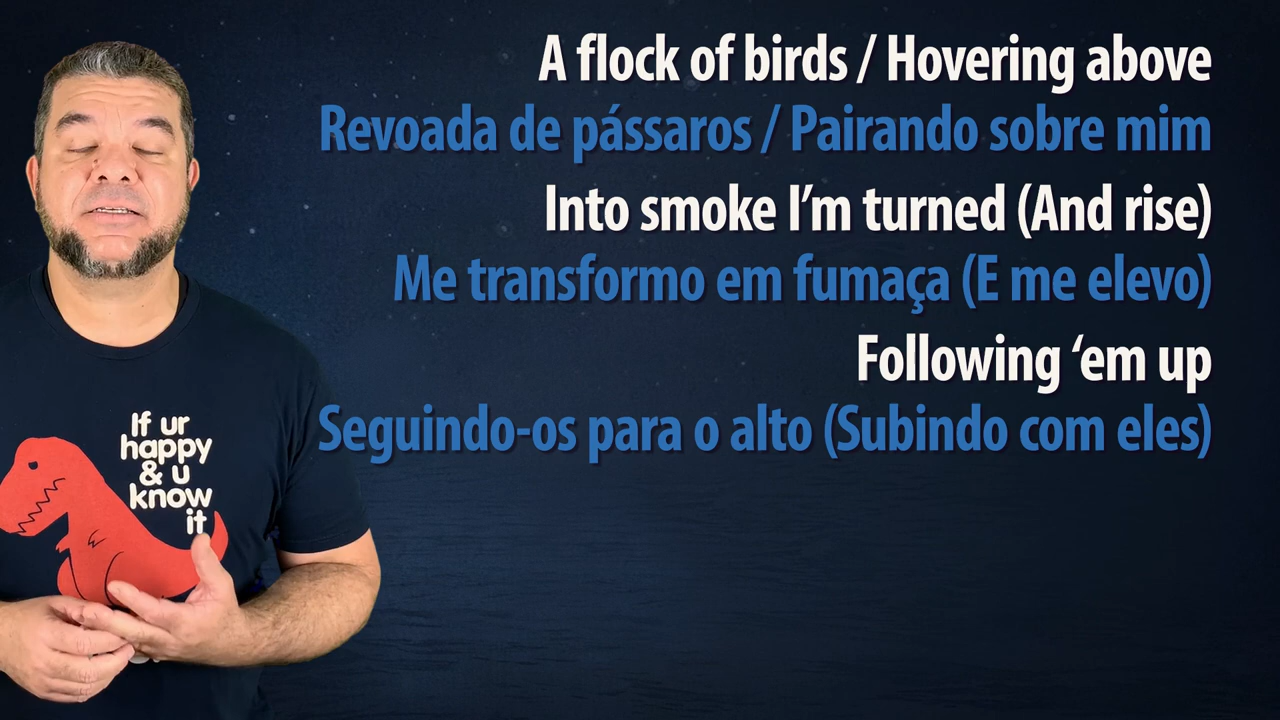 A flock of birds / Hovering above
Revoada de pássaros / Pairando sobre mim
Into smoke I’m turned (And rise)
Me transformo em fumaça (E me elevo)
Following ‘em up
Seguindo-os para o alto (Subindo com eles)
If ur
happy
& u
know
it